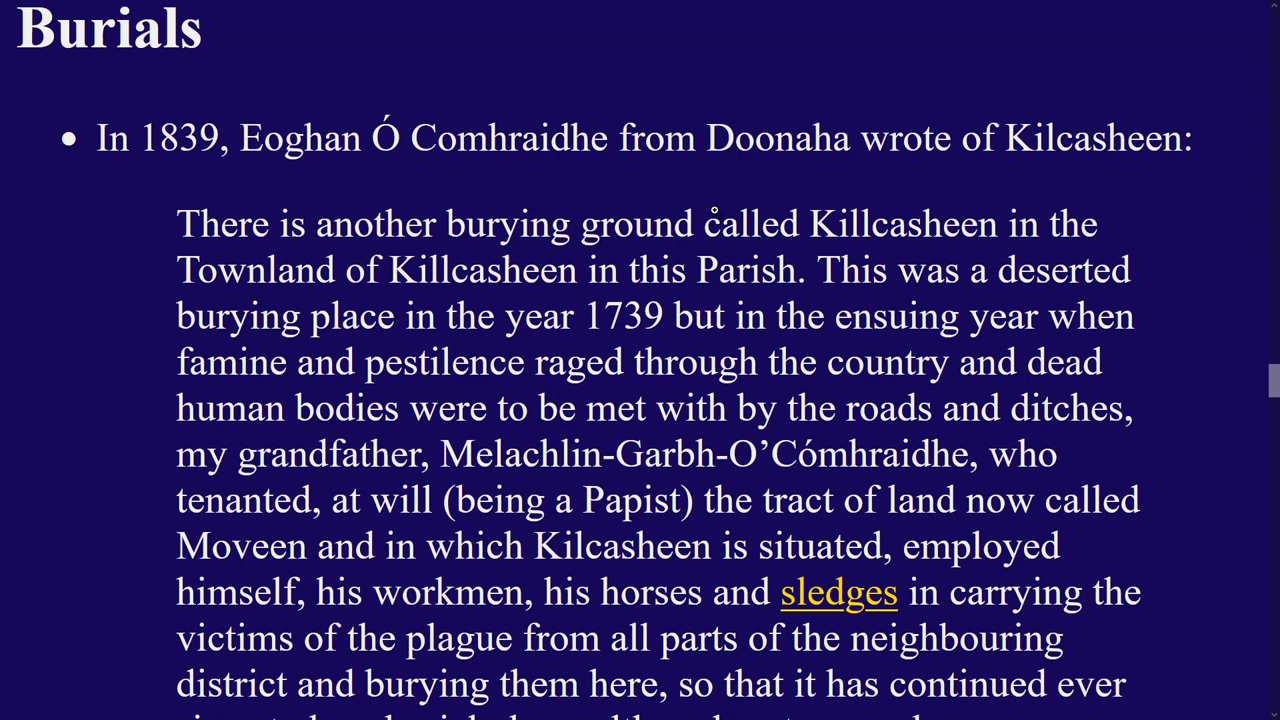 Burials
• In 1839, Eoghan Ó Comhraidhe from Doonaha wrote of Kilcasheen:
There is another burying ground called Killcasheen in the
Townland of Killcasheen in this Parish. This was a deserted
burying place in the year 1739 but in the ensuing year when
famine and pestilence raged through the country and dead
human bodies were to be met with by the roads and ditches,
my grandfather, Melachlin-Garbh-O’Cómhraidhe, who
tenanted, at will (being a Papist) the tract of land now called
Moveen and in which Kilcasheen is situated, employed
himself, his workmen, his horses and sledges in carrying the
victims of the plague from all parts of the neighbouring
district and burying them here, so that it has continued ever